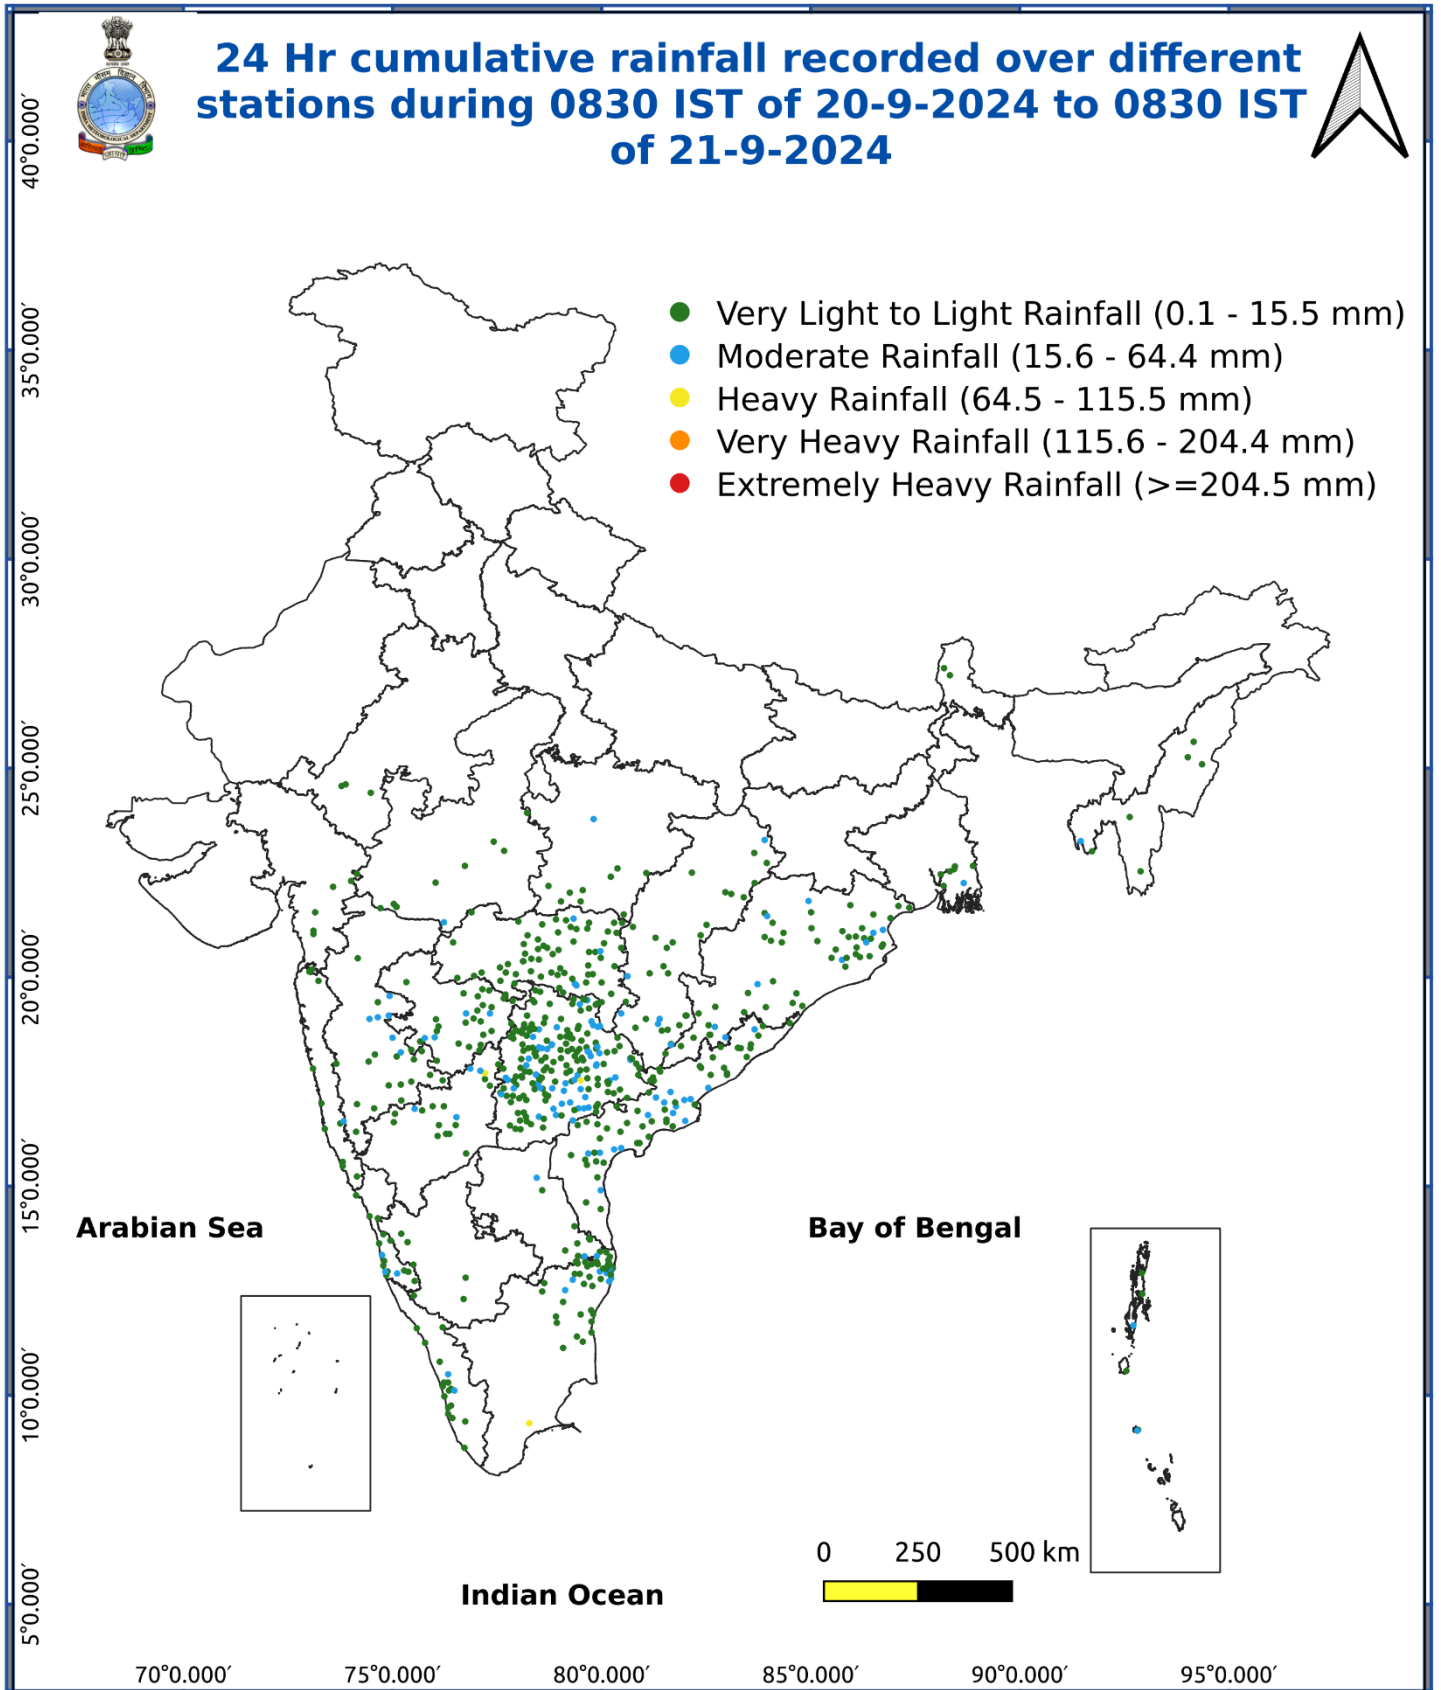 24 Hr cumulative rainfall recorded over different
stations during 0830 IST of 20-9-2024 to 0830 IST
of 21-9-2024
Very Light to Light Rainfall (0.1 - 15.5 mm)
Moderate Rainfall (15.6 - 64.4 mm)
Heavy Rainfall (64.5 - 115.5 mm)
Very Heavy Rainfall (115.6 - 204.4 mm)
Extremely Heavy Rainfall (>=204.5 mm)
40°0.000′
35°0.000′
30°0.000′
25°0.000′
20°0.000′
15°0.000′
10°0.000′
5°0.000′
Arabian Sea
Bay of Bengal
Indian Ocean
0 250 500 km
70°0.000′ 75°0.000′ 80°0.000′ 85°0.000′ 90°0.000′ 95°0.000′